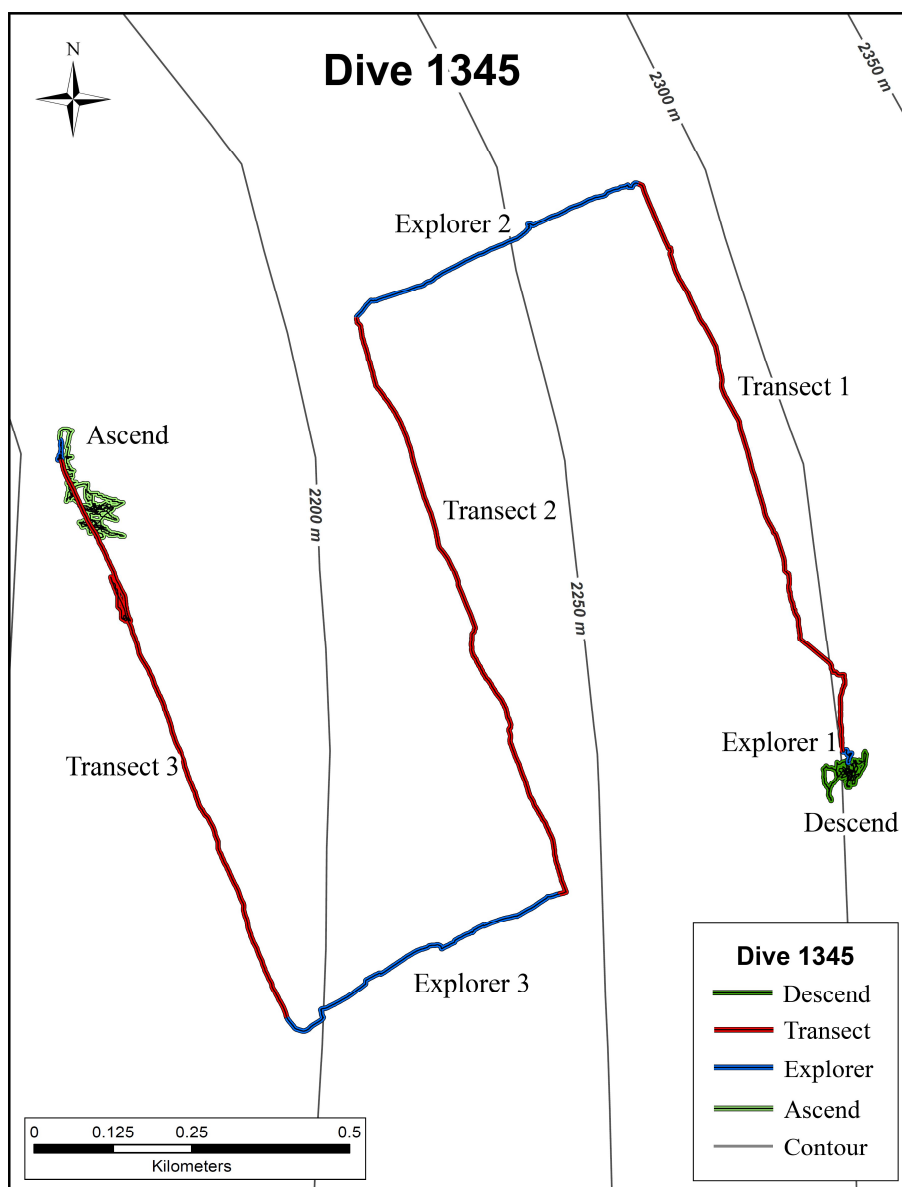 N
Dive 1345
2300 m
2350 m
Explorer 2
Transect 1
Ascend
2200 m
Transect 2
2250 m
Explorer 1
Transect 3
Descend
Explorer 3
Dive 1345
Descend
Transect
Explorer
Ascend
Contour
0 0.125 0.25 0.5
Kilometers